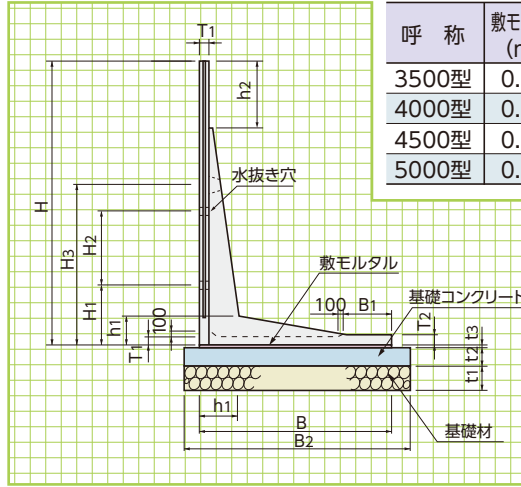 呼 称
敷モ
(
3500型 0.
4000型 0.
4500型 0.
5000型 0.
T1
h2
水抜き穴
H
H3
H2
H1
h1
100
T1
敷モルタル
100
B1
基礎コンクリート
T2
t3
t2
t1
h1
B
B2
基礎材